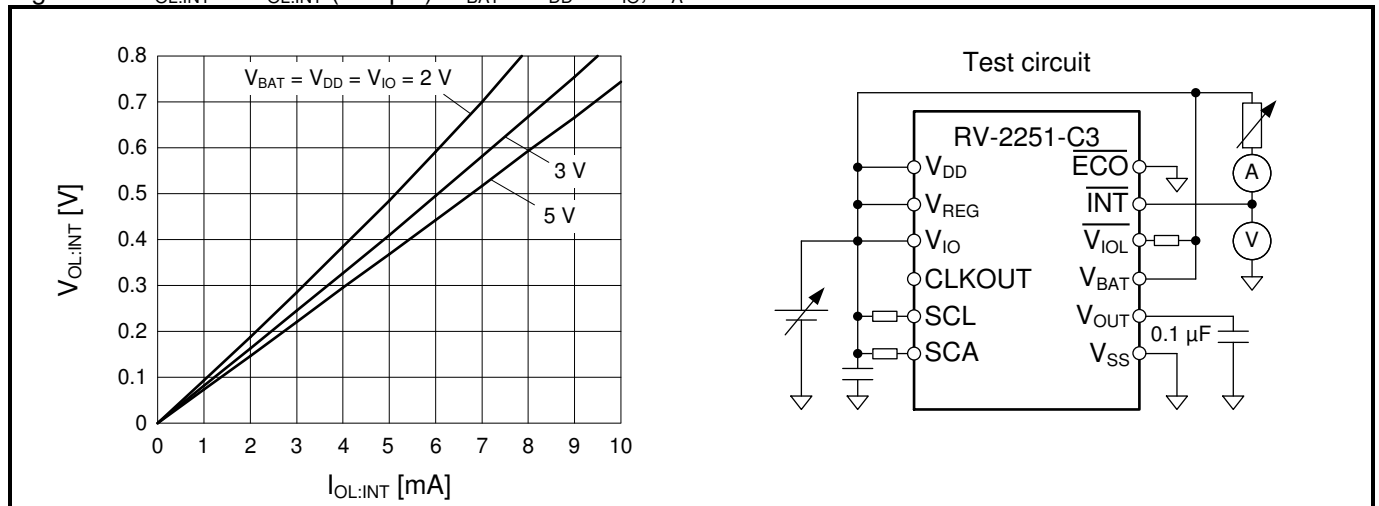 0.8
0.7
0.6
0.5
0.4
0.3
0.2
0.1
0
V_OL:INT [V]
V_BAT = V_DD = V_IO = 2 V
3 V
5 V
0 1 2 3 4 5 6 7 8 9 10
I_OL:INT [mA]
Test circuit
RV-2251-C3
V_DD
V_REG
V_IO
CLKOUT
SCL
SCA
ECO
INT
V_IOL
V_BAT
V_OUT
V_SS
A
V
0.1 µF